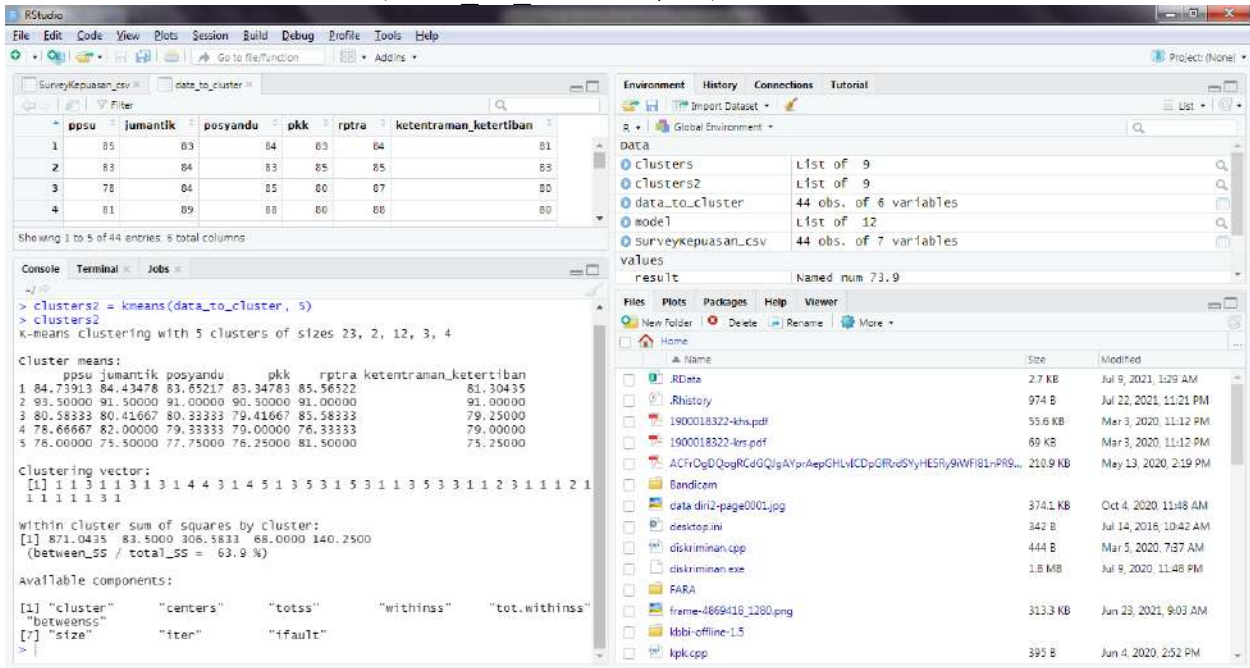 RStudio
File Edit Code View Plots Session Build Debug Profile Tools Help
Go to file/function Addins Project: (None)
SurveyKepuasan_csv data_to_cluster
Filter
ppsu jumantik posyandu pkk rptra ketentraman_ketertiban
1 85 83 84 83 84 81
2 83 84 83 85 85 83
3 78 84 85 80 87 80
4 81 89 88 80 88 80
Showing 1 to 5 of 44 entries, 6 total columns
Console Terminal Jobs
~/
> clusters2 = kmeans(data_to_cluster, 5)
> clusters2
K-means clustering with 5 clusters of sizes 23, 2, 12, 3, 4
Cluster means:
ppsu jumantik posyandu pkk rptra ketentraman_ketertiban
1 84.73913 84.43478 83.65217 83.34783 85.56522 81.30435
2 93.50000 91.50000 91.00000 90.50000 91.00000 91.00000
3 80.58333 80.41667 80.33333 79.41667 85.58333 79.25000
4 78.66667 82.00000 79.33333 79.00000 76.33333 79.00000
5 76.00000 75.50000 77.75000 76.25000 81.50000 75.25000
Clustering vector:
[1] 1 1 3 1 1 3 1 3 1 4 4 3 1 4 5 1 3 5 3 1 5 3 1 1 3 5 3 3 1 1 2 3 1 1 1 2 1
1 1 1 1 1 3 1
Within cluster sum of squares by cluster:
[1] 871.0435 83.5000 306.5833 68.0000 140.2500
(between_SS / total_SS = 63.9 %)
Available components:
[1] "cluster" "centers" "totss" "withinss" "tot.withinss"
"betweenss"
[7] "size" "iter" "ifault"
>
Environment History Connections Tutorial
Import Dataset List
R Global Environment
Data
clusters List of 9
clusters2 List of 9
data_to_cluster 44 obs. of 6 variables
model List of 12
SurveyKepuasan_csv 44 obs. of 7 variables
values
result Named num 73.9
Files Plots Packages Help Viewer
New Folder Delete Rename More
Home
Name Size Modified
.RData 2.7 KB Jul 9, 2021, 1:29 AM
.Rhistory 974 B Jul 22, 2021, 11:21 PM
1900018322-khs.pdf 55.6 KB Mar 3, 2020, 11:12 PM
1900018322-krs.pdf 69 KB Mar 3, 2020, 11:12 PM
210.9 KB May 13, 2020, 2:19 PM
Bandicam
data diri2-page0001.jpg 374.1 KB Oct 4, 2020, 11:48 AM
desktop.ini 342 B Jul 14, 2016, 10:42 AM
diskriminan.cpp 444 B Mar 5, 2020, 7:37 AM
diskriminan.exe 1.8 MB Jul 9, 2021, 11:48 PM
FARA
frame-4869418_1280.png 313.3 KB Jun 23, 2021, 9:03 AM
kbbi-offline-1.5
kpk.cpp 395 B Jun 4, 2020, 2:52 PM